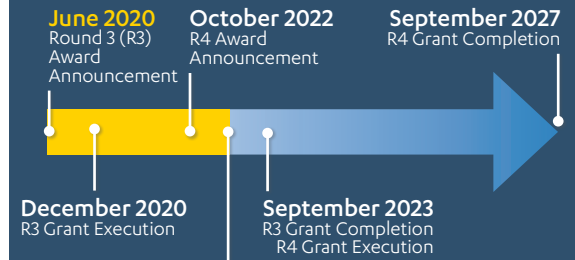 June 2020
Round 3 (R3)
Award
Announcement
October 2022
R4 Award
Announcement
September 2027
R4 Grant Completion
December 2020
R3 Grant Execution
September 2023
R3 Grant Completion
R4 Grant Execution